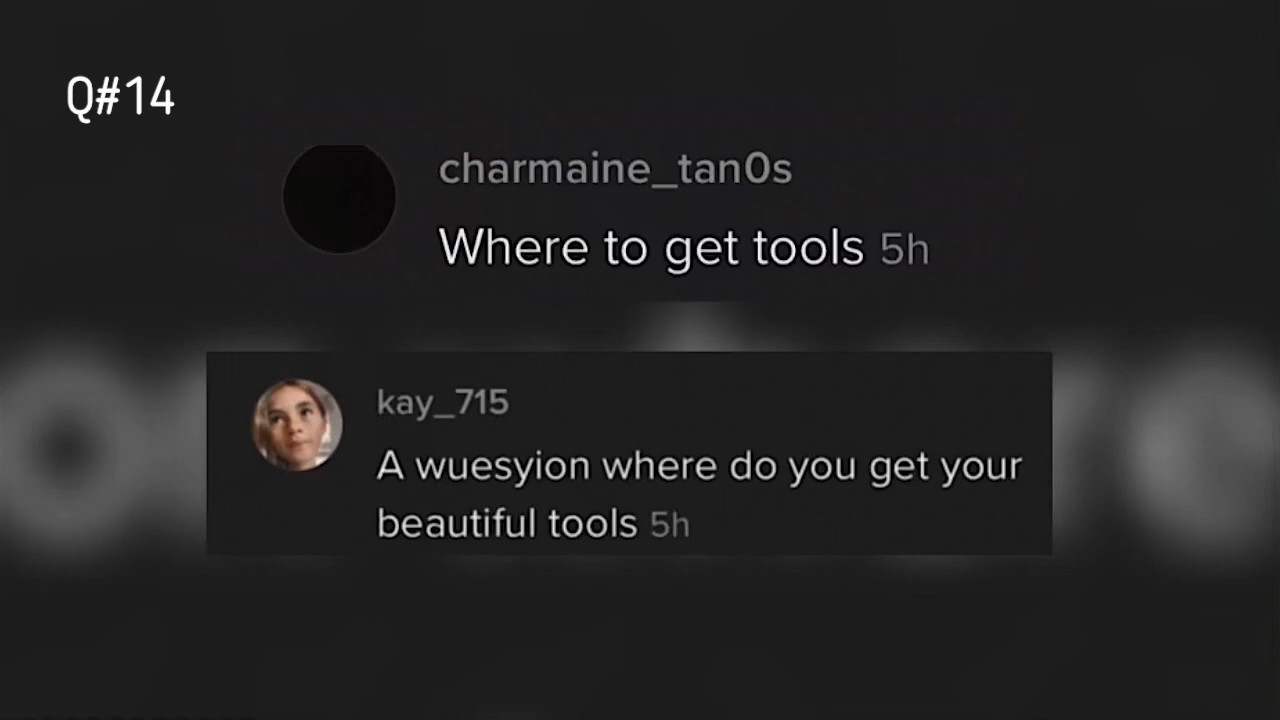 Q#14
charmaine_tan0s
Where to get tools 5h
kay_715
A wuesyion where do you get your
beautiful tools 5h